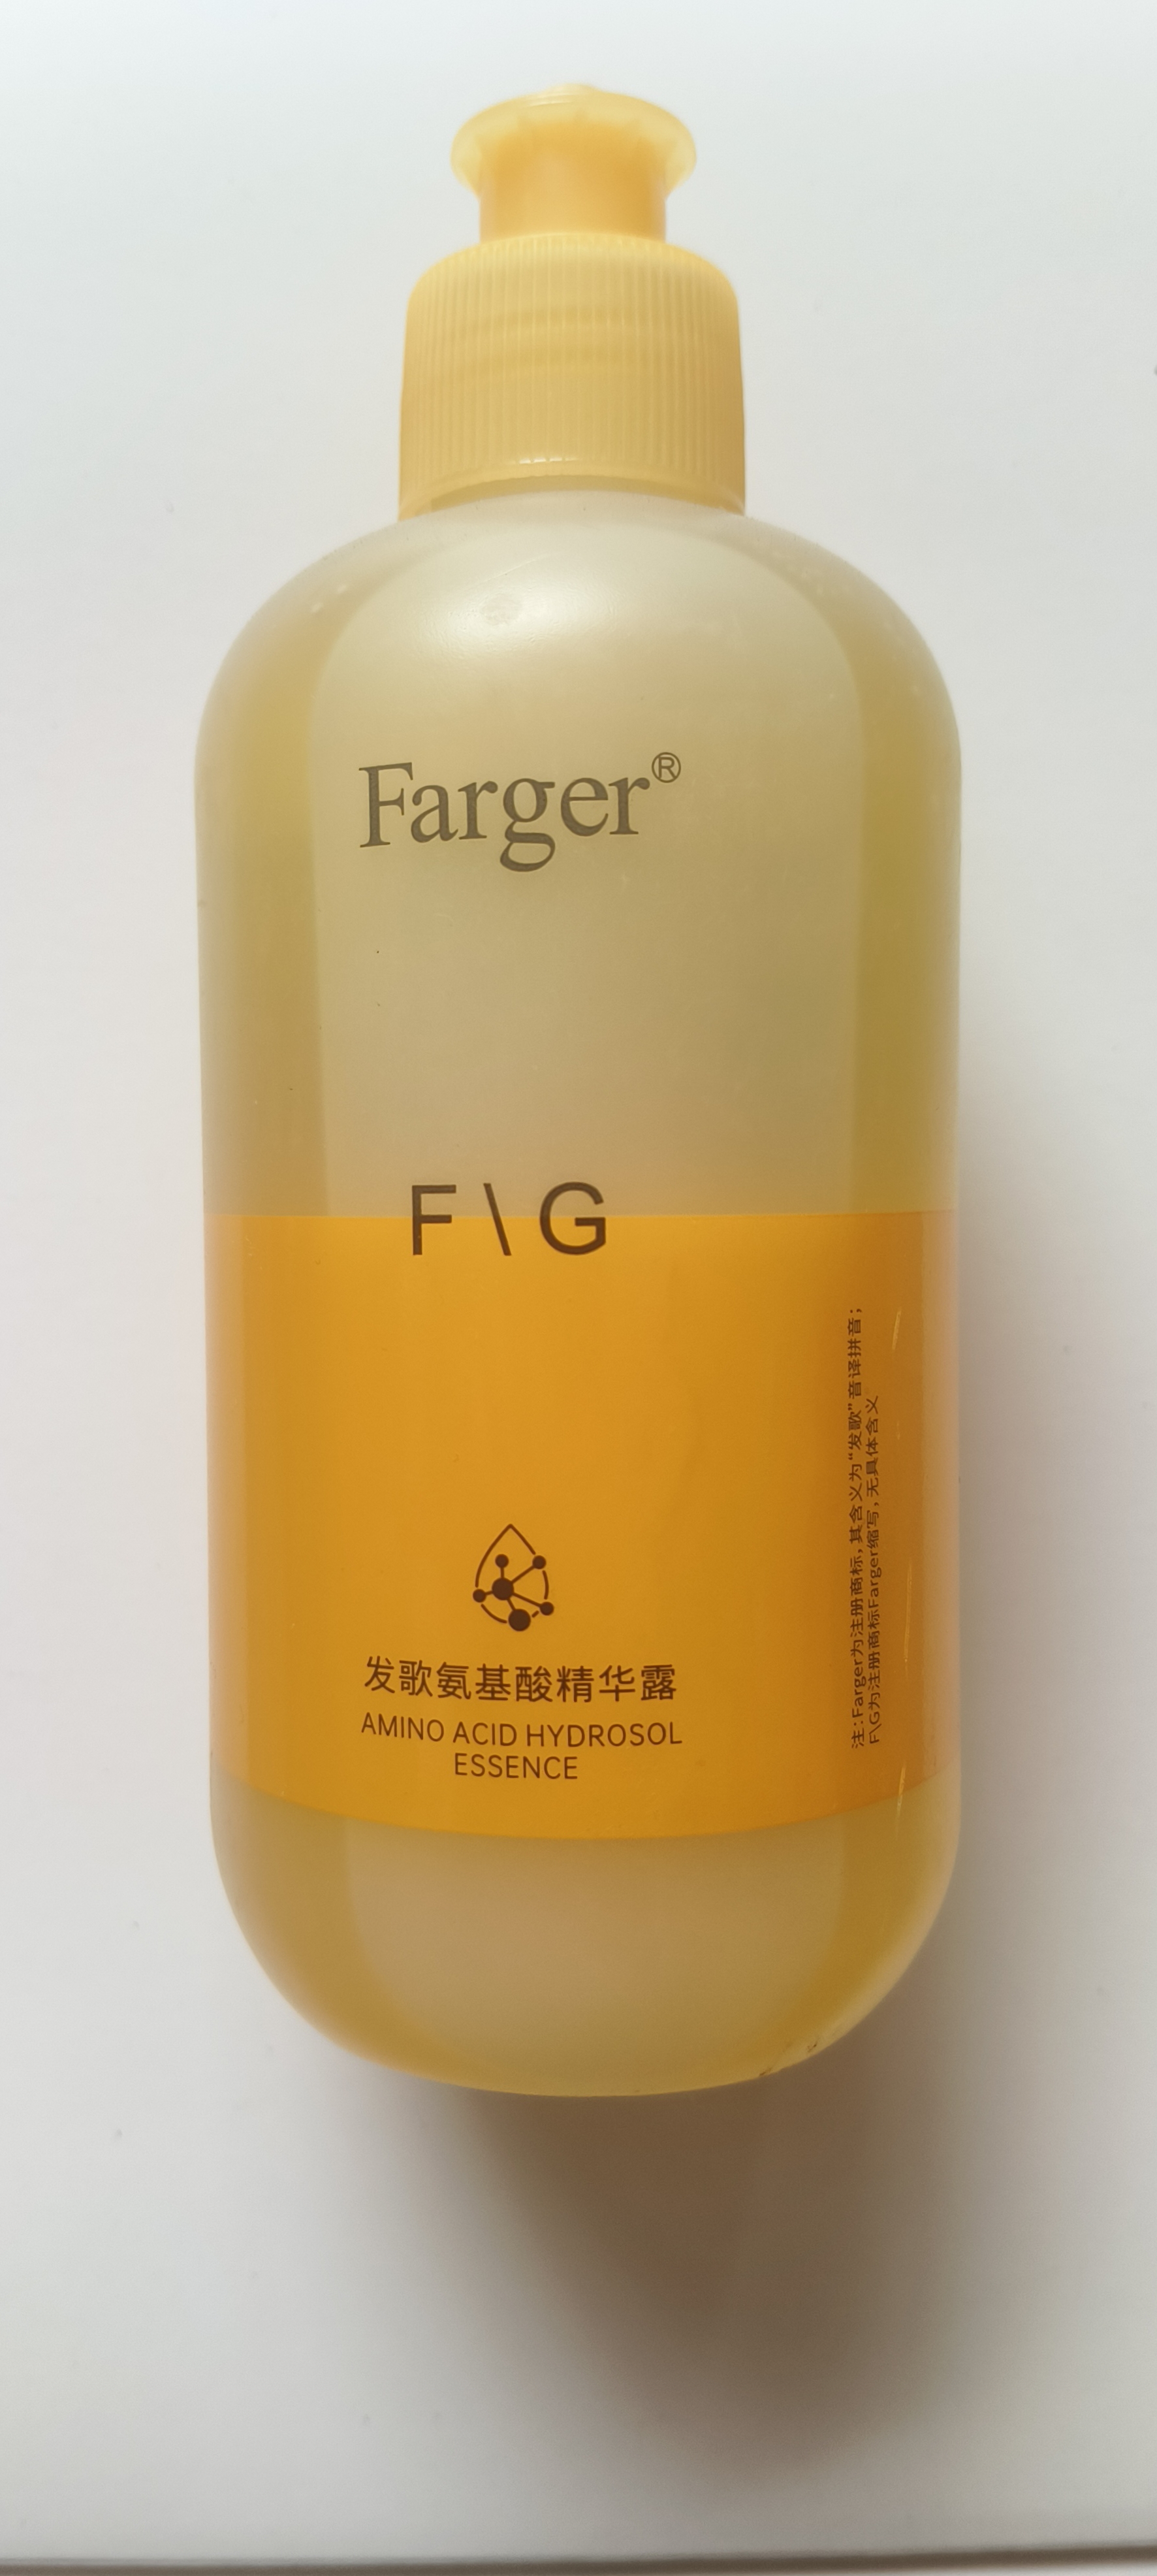 Farger®
F\G
发歌氨基酸精华露
AMINO ACID HYDROSOL
ESSENCE
注:Farger为注册商标,其含义为“发歌”音译拼音;
F\G为注册商标Farger缩写,无具体含义